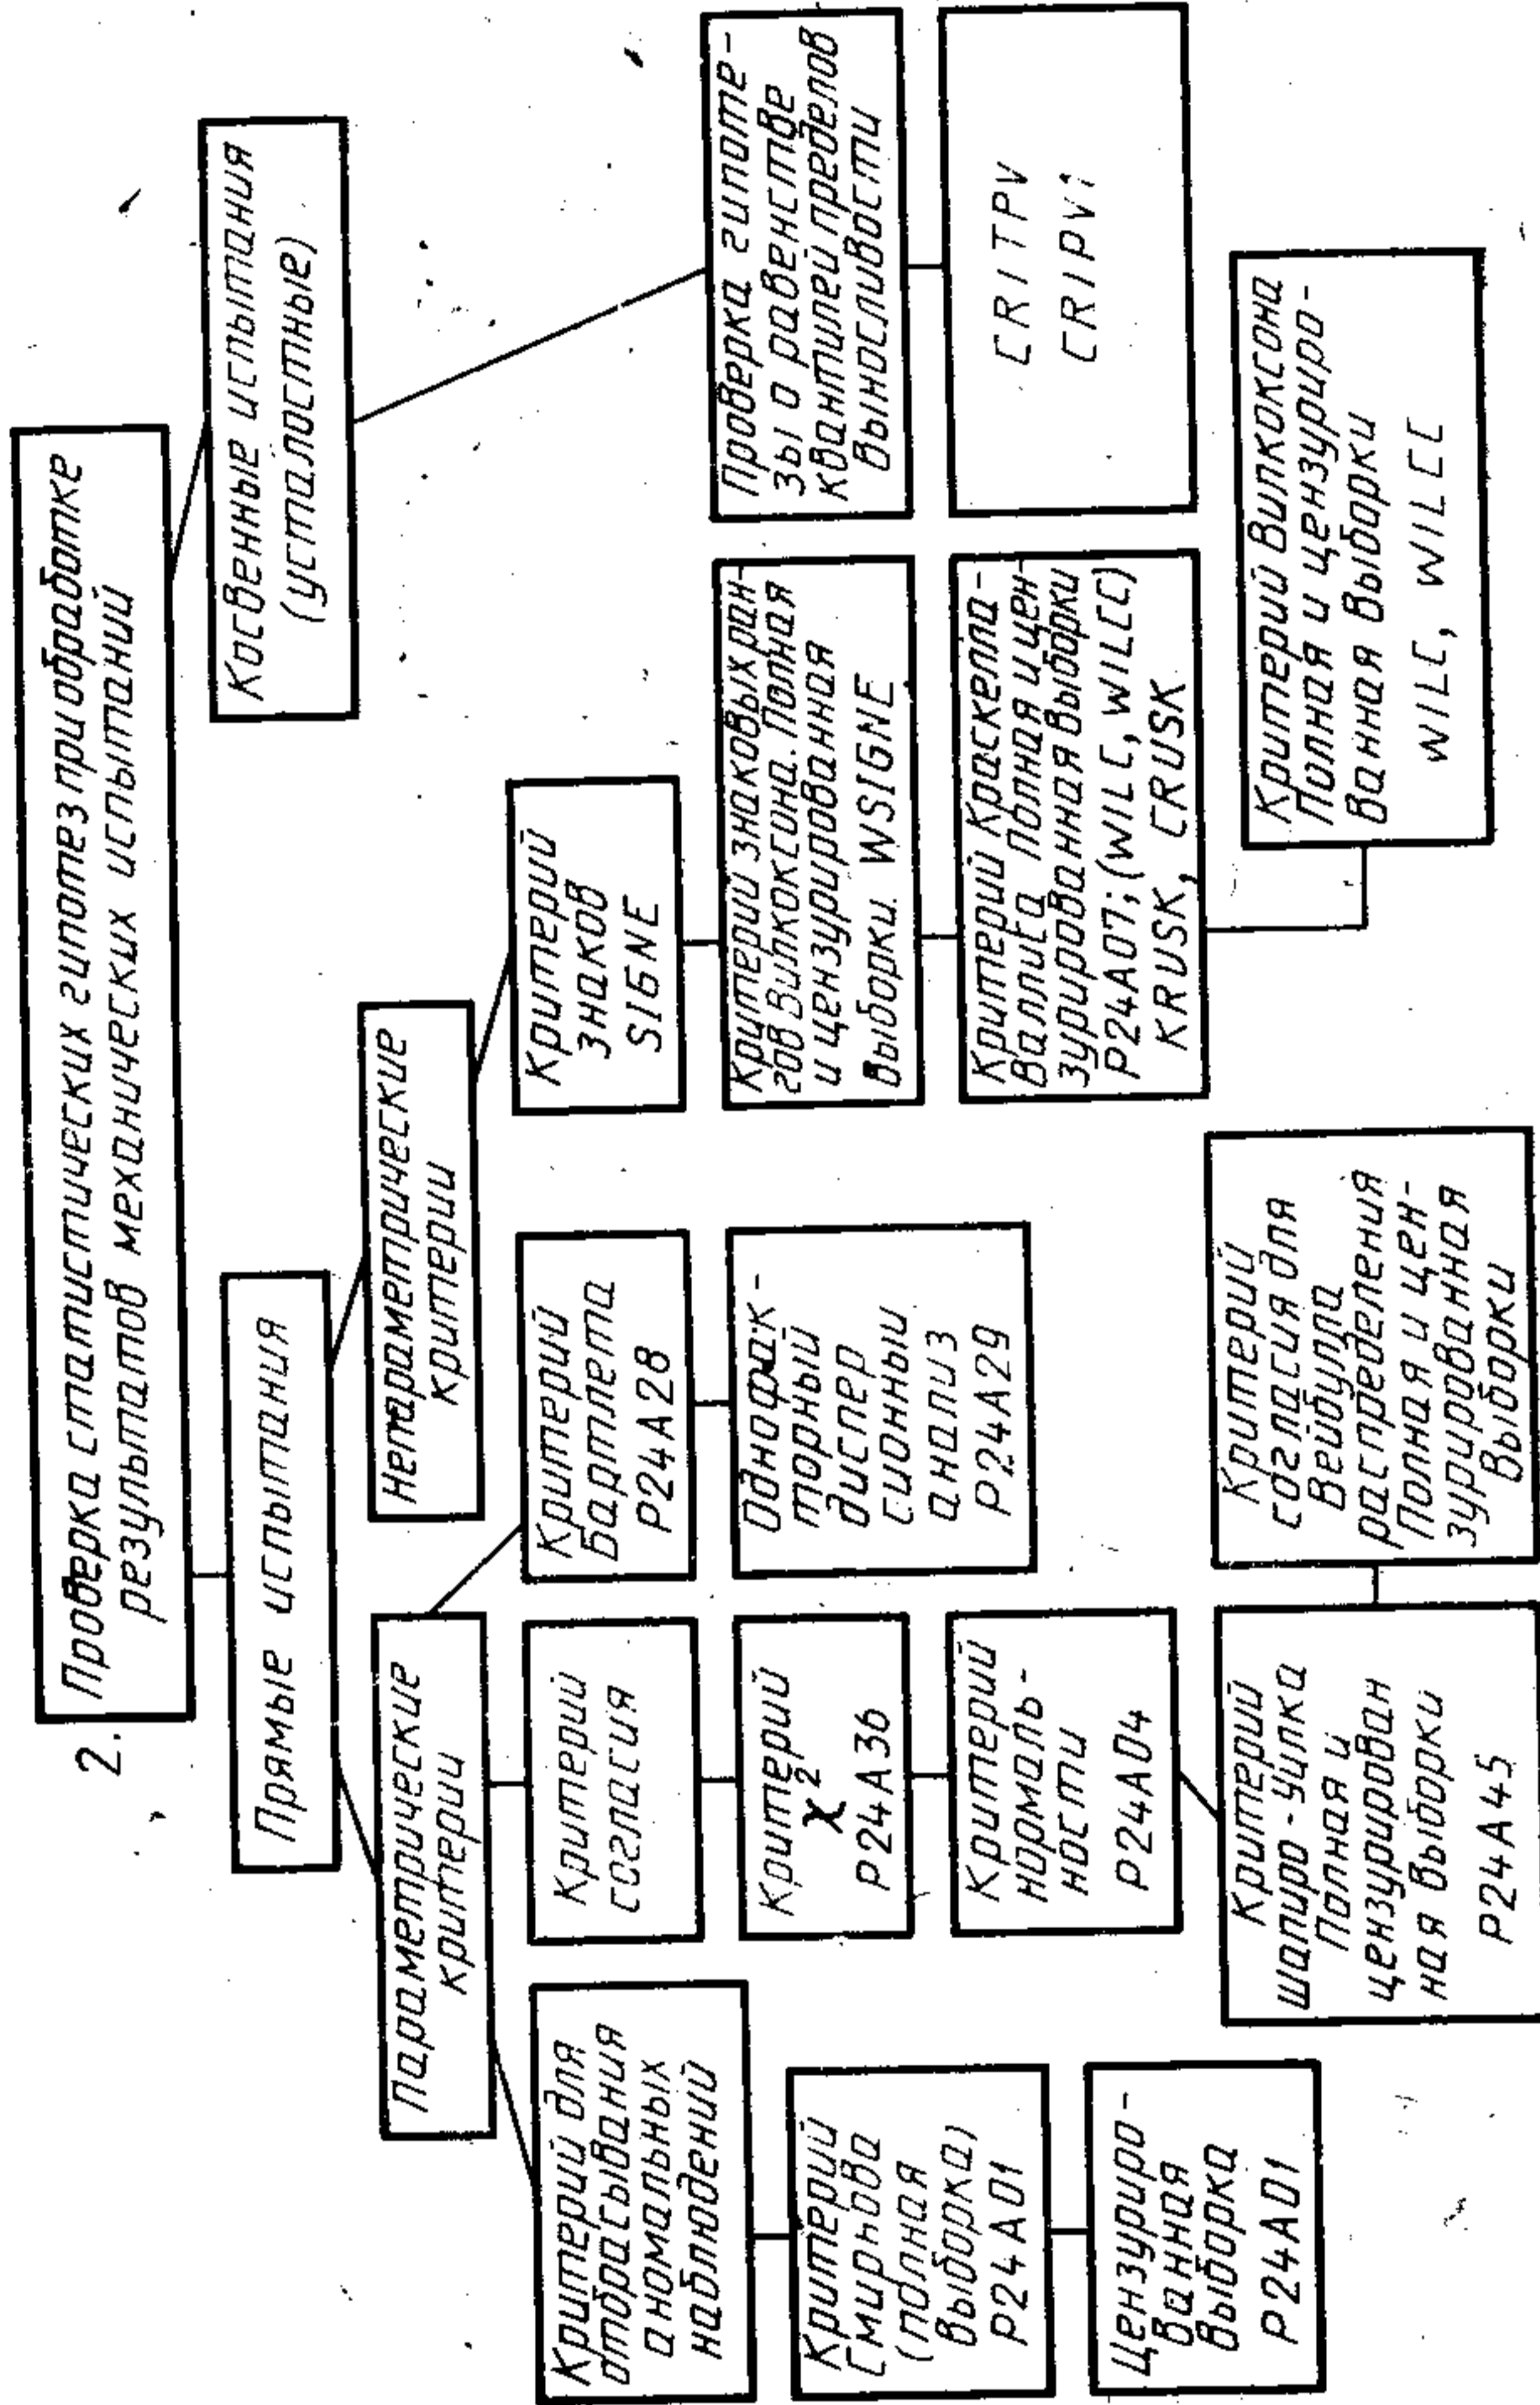 2.
Проверка статистических гипотез при обработке
результатов механических испытаний
Прямые испытания
Косвенные испытания
(усталостные)
Параметрические
критерии
Непараметрические
критерии
Критерий для
отбрасывания
аномальных
наблюдений
Критерий
Смирнова
(полная
выборка)
P24A01
Цензуриро-
ванная
выборка
P24A01
Критерий
согласия
Критерий
χ²
P24A36
Критерий
нормаль-
ности
P24A04
Критерий
Шапиро-Уилка
Полная и
цензурирован
ная выборки
P24A45
Критерий
согласия для
Вейбулла
распределения
Полная и цен-
зурированная
выборки
Критерий
Бартлета
P24A28
Однофак-
торный
диспер
сионный
анализ
P24A29
Критерий
знаков
SIGNE
Критерий знаковых ран-
гов Вилкоксона. Полная
и цензурированная
выборки. WSIGNE
Критерий Краскелла-
Валлиса Полная и цен-
зурированная выборки
P24A07; (WILC, WILCC)
KRUSK, CRUSK
Критерий Вилкоксона
Полная и цензуриро-
ванная выборки
WILC, WILCC
Проверка гипоте-
зы о равенстве
квантилей пределов
выносливости
CRITPV
CRIPV1